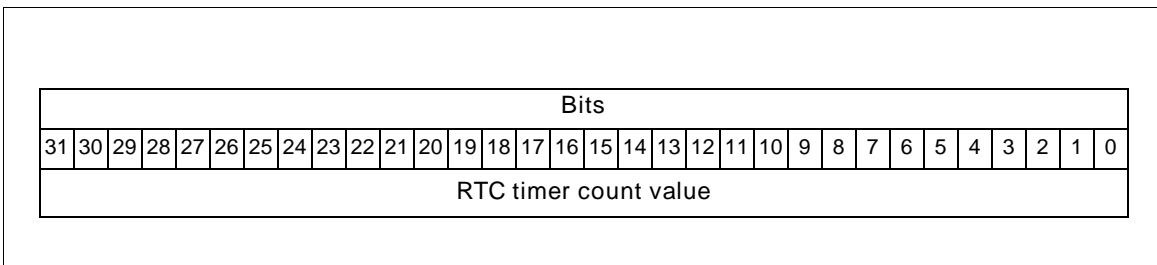 Bits
31 30 29 28 27 26 25 24 23 22 21 20 19 18 17 16 15 14 13 12 11 10 9 8 7 6 5 4 3 2 1 0
RTC timer count value